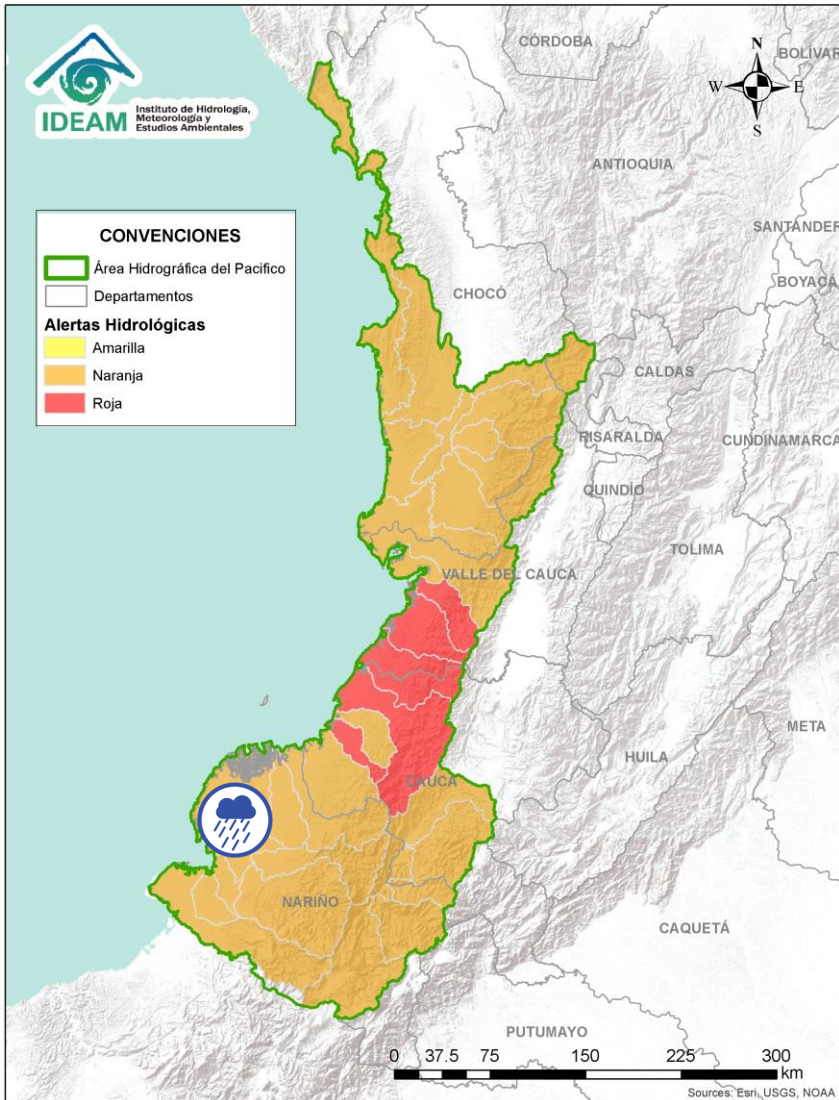 IDEAM
Instituto de Hidrología,
Meteorología y
Estudios Ambientales
CONVENCIONES
Área Hidrográfica del Pacifico
Departamentos
Alertas Hidrológicas
Amarilla
Naranja
Roja
N
W
E
S
CÓRDOBA
BOLÍVAR
ANTIOQUIA
SANTANDER
BOYACÁ
CHOCÓ
CALDAS
RISARALDA
CUNDINAMARCA
QUINDÍO
TOLIMA
VALLE DEL CAUCA
META
HUILA
CAUCA
NARIÑO
CAQUETÁ
PUTUMAYO
0 37.5 75 150 225 300
km
Sources: Esri, USGS, NOAA